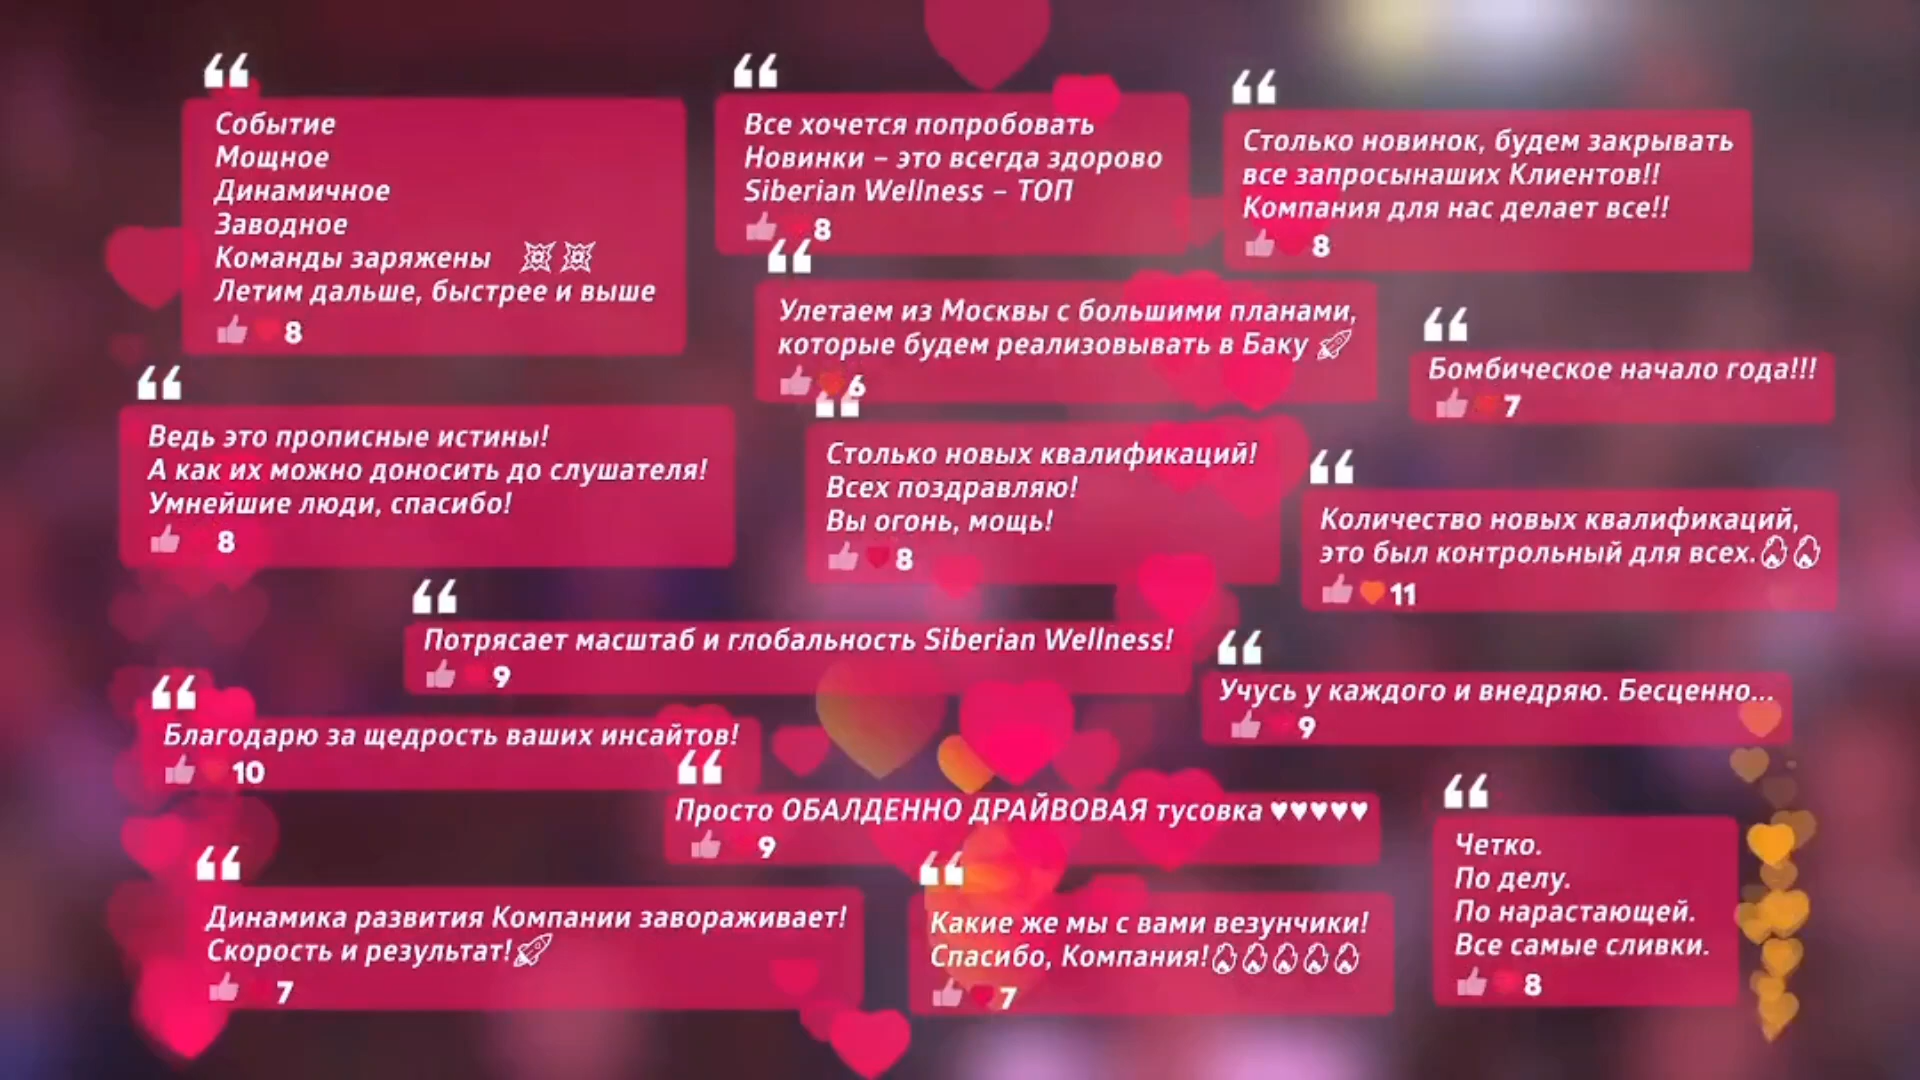 Событие
Мощное
Динамичное
Заводное
Команды заряжены 💥💥
Летим дальше, быстрее и выше
8
Все хочется попробовать
Новинки – это всегда здорово
Siberian Wellness – ТОП
8
Столько новинок, будем закрывать
все запросынаших Клиентов!!
Компания для нас делает все!!
8
Улетаем из Москвы с большими планами,
которые будем реализовывать в Баку 🚀
6
Бомбическое начало года!!!
7
Ведь это прописные истины!
А как их можно доносить до слушателя!
Умнейшие люди, спасибо!
8
Столько новых квалификаций!
Всех поздравляю!
Вы огонь, мощь!
8
Количество новых квалификаций,
это был контрольный для всех.🔥🔥
11
Потрясает масштаб и глобальность Siberian Wellness!
9
Учусь у каждого и внедряю. Бесценно...
9
Благодарю за щедрость ваших инсайтов!
10
Просто ОБАЛДЕННО ДРАЙВОВАЯ тусовка ♥♥♥♥♥
9
Четко.
По делу.
По нарастающей.
Все самые сливки.
8
Динамика развития Компании завораживает!
Скорость и результат!🚀
7
Какие же мы с вами везунчики!
Спасибо, Компания!🔥🔥🔥🔥🔥
7